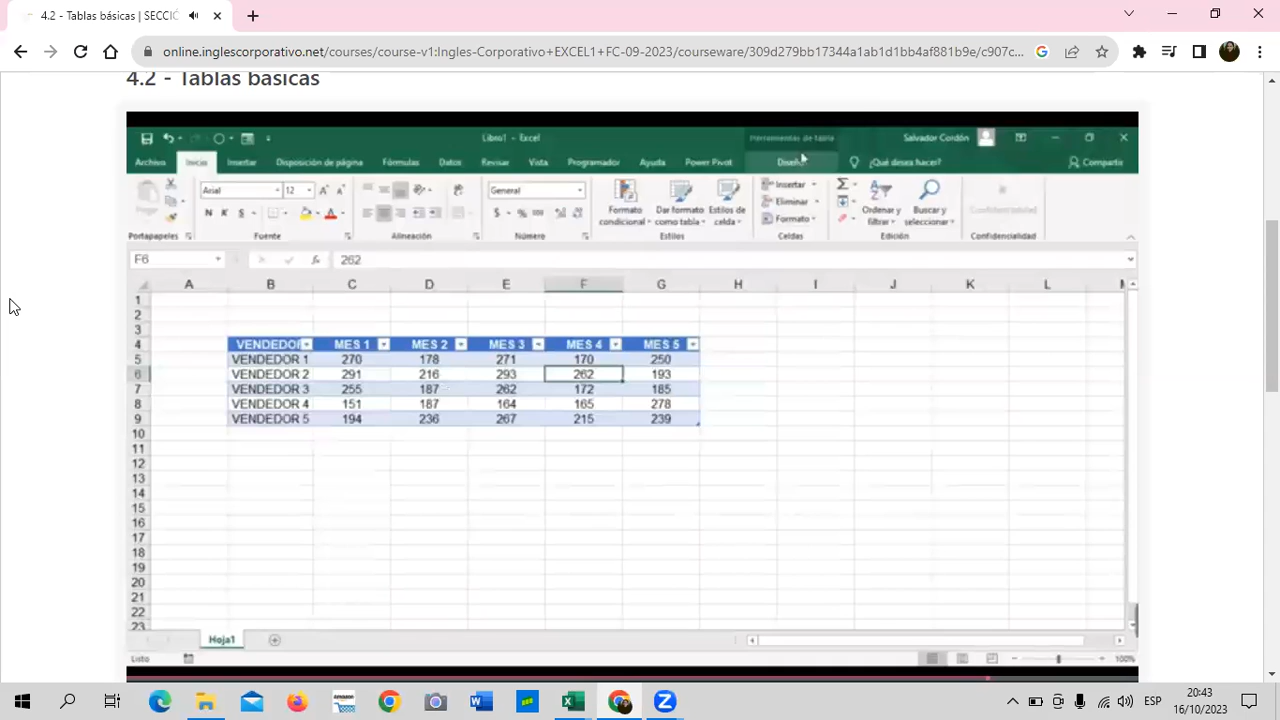 4.2 - Tablas básicas | SECCIÓ
online.inglescorporativo.net/courses/course-v1:Ingles-Corporativo+EXCEL1+FC-09-2023/courseware/309d279bb17344a1ab1d1bb4af881b9e/c907c...
4.2 - Tablas básicas
Libro1 - Excel
Herramientas de tabla
Salvador Cordón
Archivo Inicio Insertar Disposición de página Fórmulas Datos Revisar Vista Programador Ayuda Power Pivot Diseño ¿Qué desea hacer? Compartir
Arial 12 General Insertar
N K S $ % 000 Formato Dar formato Estilos de Eliminar Ordenar y Buscar y Confidencialidad
Pegar condicional como tabla celda Formato filtrar seleccionar
Portapapeles Fuente Alineación Número Estilos Celdas Edición Confidencialidad
F6 fx 262
A B C D E F G H I J K L M
1
2
3
4 VENDEDOR MES 1 MES 2 MES 3 MES 4 MES 5
5 VENDEDOR 1 270 178 271 170 250
6 VENDEDOR 2 291 216 293 262 193
7 VENDEDOR 3 255 187 262 172 185
8 VENDEDOR 4 151 187 164 165 278
9 VENDEDOR 5 194 236 267 215 239
10
11
12
13
14
15
16
17
18
19
20
21
22
23
Hoja1
Listo 100%
ESP 20:43
16/10/2023